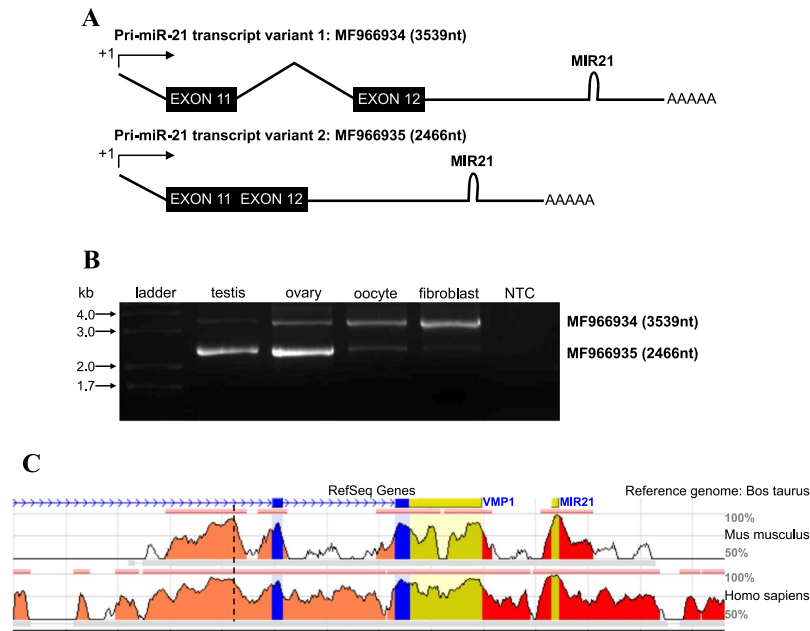 A
Pri-miR-21 transcript variant 1: MF966934 (3539nt)
+1
MIR21
EXON 11
EXON 12
AAAAA
Pri-miR-21 transcript variant 2: MF966935 (2466nt)
+1
MIR21
EXON 11 EXON 12
AAAAA
B
kb ladder testis ovary oocyte fibroblast NTC
4.0
3.0
2.0
1.7
MF966934 (3539nt)
MF966935 (2466nt)
C
RefSeq Genes
Reference genome: Bos taurus
VMP1
MIR21
100%
Mus musculus
50%
100%
Homo sapiens
50%